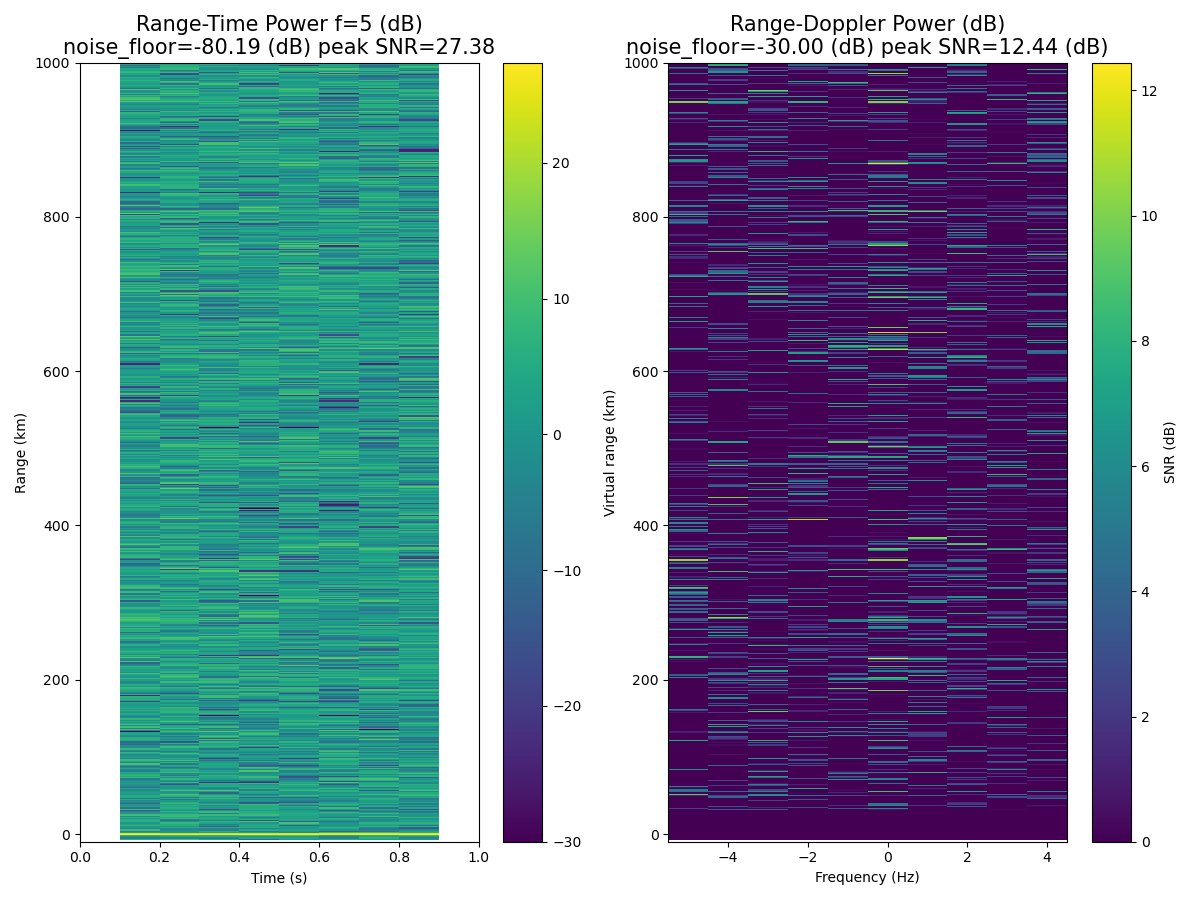 Range-Time Power f=5 (dB)
noise_floor=-80.19 (dB) peak SNR=27.38
Range (km)
1000
800
600
400
200
0
0.0 0.2 0.4 0.6 0.8 1.0
Time (s)
20
10
0
−10
−20
−30
Range-Doppler Power (dB)
noise_floor=-30.00 (dB) peak SNR=12.44 (dB)
Virtual range (km)
1000
800
600
400
200
0
−4 −2 0 2 4
Frequency (Hz)
12
10
8
6
4
2
0
SNR (dB)